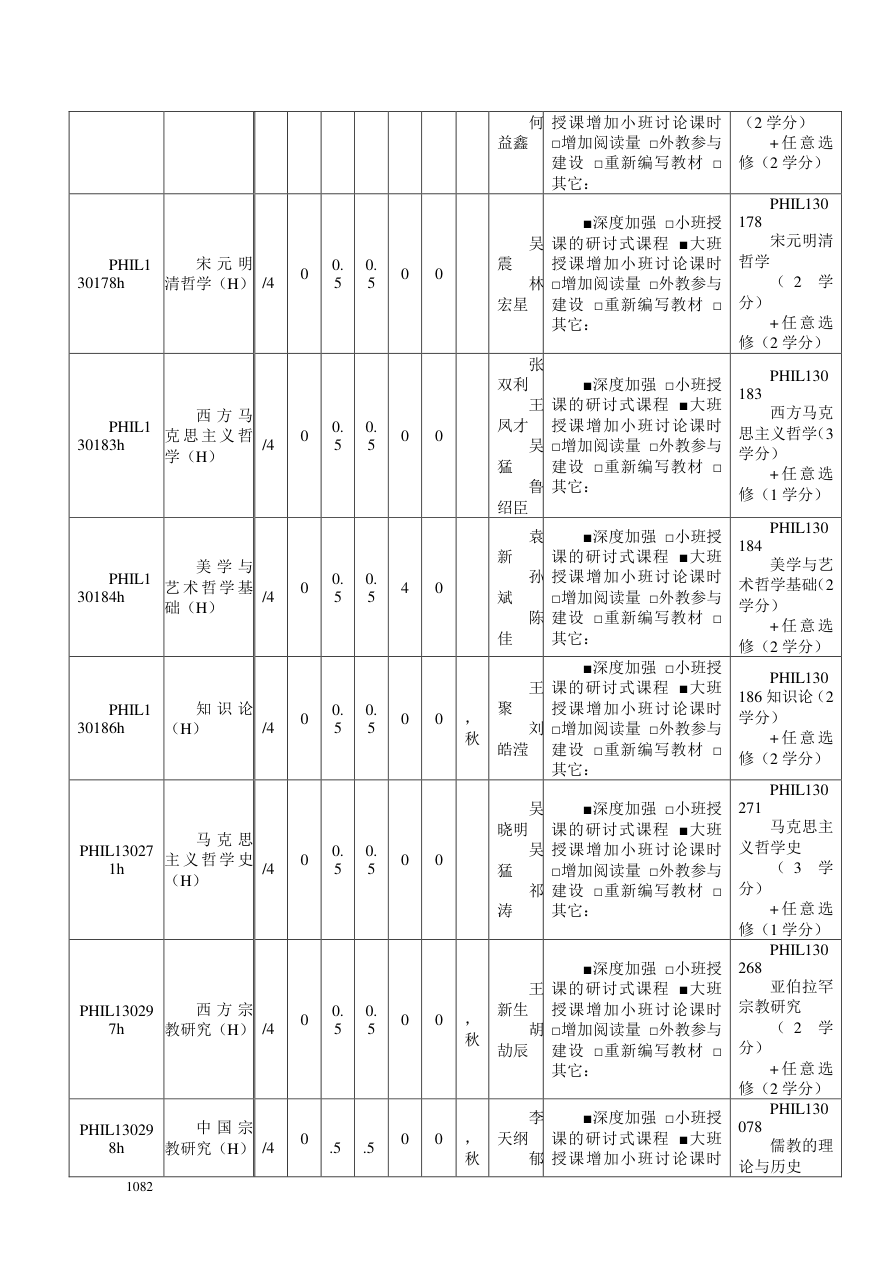 何
益鑫
授课增加小班讨论课时
□增加阅读量 □外教参与
建设 □重新编写教材 □
其它：
（2 学分）
+任意选
修（2 学分）
PHIL1
30178h
宋元明
清哲学（H）
/4
0
0.
5
0.
5
0
0
吴
震
林
宏星
■深度加强 □小班授
课的研讨式课程 ■大班
授课增加小班讨论课时
□增加阅读量 □外教参与
建设 □重新编写教材 □
其它：
PHIL130
178
宋元明清
哲学
（ 2 学
分）
+任意选
修（2 学分）
PHIL1
30183h
西方马
克思主义哲
学（H）
/4
0
0.
5
0.
5
0
0
张
双利
王
凤才
吴
猛
鲁
绍臣
■深度加强 □小班授
课的研讨式课程 ■大班
授课增加小班讨论课时
□增加阅读量 □外教参与
建设 □重新编写教材 □
其它：
PHIL130
183
西方马克
思主义哲学（3
学分）
+任意选
修（1 学分）
PHIL1
30184h
美学与
艺术哲学基
础（H）
/4
0
0.
5
0.
5
4
0
袁
新
孙
斌
陈
佳
■深度加强 □小班授
课的研讨式课程 ■大班
授课增加小班讨论课时
□增加阅读量 □外教参与
建设 □重新编写教材 □
其它：
PHIL130
184
美学与艺
术哲学基础（2
学分）
+任意选
修（2 学分）
PHIL1
30186h
知识论
（H）
/4
0
0.
5
0.
5
0
0
，
秋
王
聚
刘
皓滢
■深度加强 □小班授
课的研讨式课程 ■大班
授课增加小班讨论课时
□增加阅读量 □外教参与
建设 □重新编写教材 □
其它：
PHIL130
186 知识论（2
学分）
+任意选
修（2 学分）
PHIL13027
1h
马克思
主义哲学史
（H）
/4
0
0.
5
0.
5
0
0
吴
晓明
吴
猛
祁
涛
■深度加强 □小班授
课的研讨式课程 ■大班
授课增加小班讨论课时
□增加阅读量 □外教参与
建设 □重新编写教材 □
其它：
PHIL130
271
马克思主
义哲学史
（ 3 学
分）
+任意选
修（1 学分）
PHIL13029
7h
西方宗
教研究（H）
/4
0
0.
5
0.
5
0
0
，
秋
王
新生
胡
劼辰
■深度加强 □小班授
课的研讨式课程 ■大班
授课增加小班讨论课时
□增加阅读量 □外教参与
建设 □重新编写教材 □
其它：
PHIL130
268
亚伯拉罕
宗教研究
（ 2 学
分）
+任意选
修（2 学分）
PHIL13029
8h
中国宗
教研究（H）
/4
0
.5
.5
0
0
，
秋
李
天纲
郁
■深度加强 □小班授
课的研讨式课程 ■大班
授课增加小班讨论课时
PHIL130
078
儒教的理
论与历史
1082